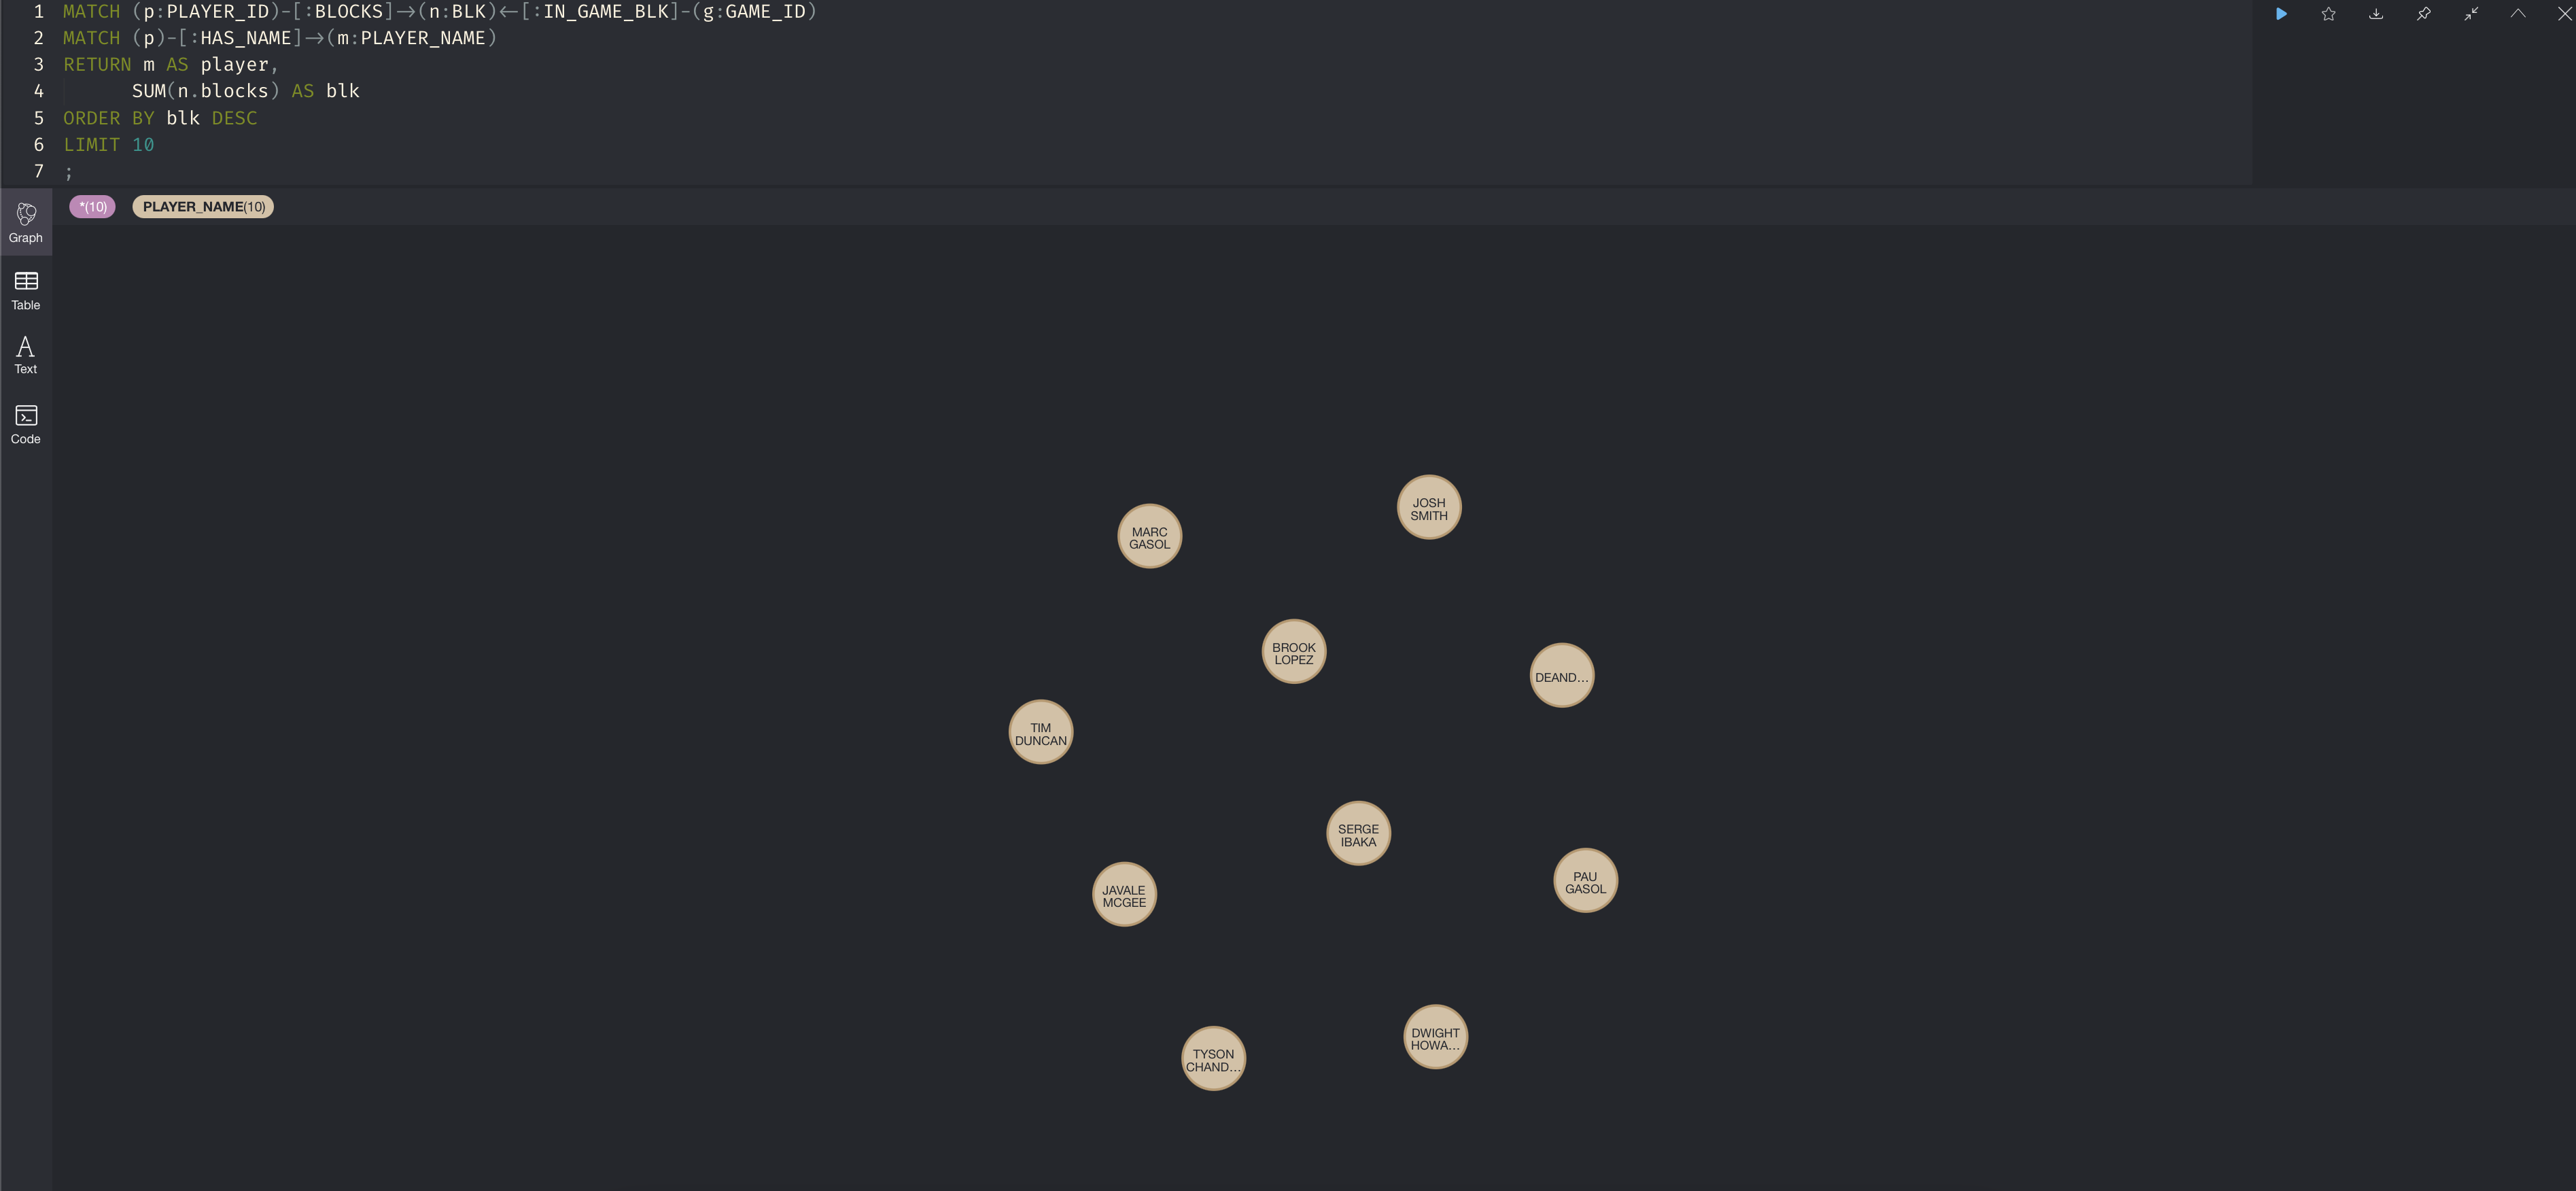 1 MATCH (p:PLAYER_ID)-[:BLOCKS]→(n:BLK)←[:IN_GAME_BLK]-(g:GAME_ID)
2 MATCH (p)-[:HAS_NAME]→(m:PLAYER_NAME)
3 RETURN m AS player,
4 SUM(n.blocks) AS blk
5 ORDER BY blk DESC
6 LIMIT 10
7 ;
*(10) PLAYER_NAME(10)
Graph
Table
Text
Code
JOSH
SMITH
MARC
GASOL
BROOK
LOPEZ
DEAND…
TIM
DUNCAN
SERGE
IBAKA
PAU
GASOL
JAVALE
MCGEE
DWIGHT
HOWA…
TYSON
CHAND…